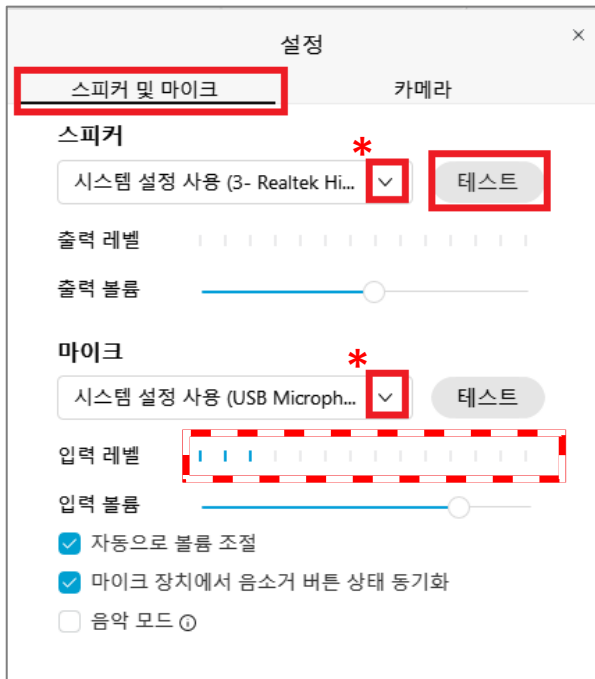 설정
스피커 및 마이크 카메라
스피커
*
시스템 설정 사용 (3- Realtek Hi... 테스트
출력 레벨
출력 볼륨
마이크
*
시스템 설정 사용 (USB Microph... 테스트
입력 레벨
입력 볼륨
자동으로 볼륨 조절
마이크 장치에서 음소거 버튼 상태 동기화
음악 모드